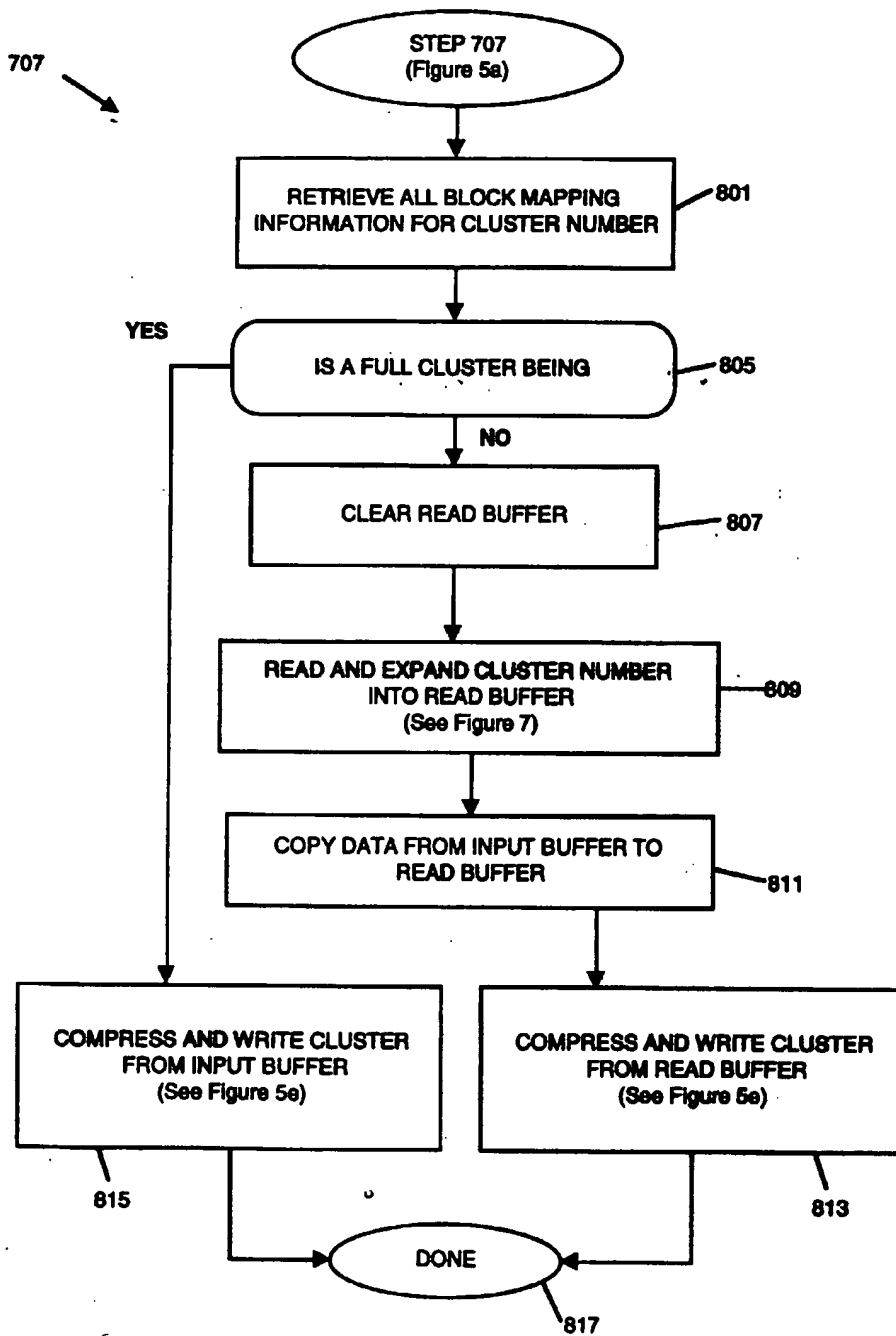 STEP 707
(Figure 5a)
707
RETRIEVE ALL BLOCK MAPPING
INFORMATION FOR CLUSTER NUMBER
801
YES
IS A FULL CLUSTER BEING
805
NO
CLEAR READ BUFFER
807
READ AND EXPAND CLUSTER NUMBER
INTO READ BUFFER
(See Figure 7)
809
COPY DATA FROM INPUT BUFFER TO
READ BUFFER
811
COMPRESS AND WRITE CLUSTER
FROM INPUT BUFFER
(See Figure 5e)
815
COMPRESS AND WRITE CLUSTER
FROM READ BUFFER
(See Figure 5e)
813
DONE
817